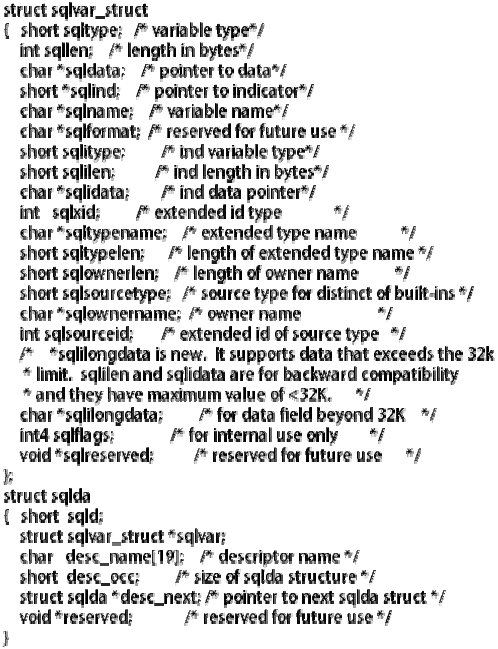 struct sqlvar_struct
{ short sqltype; /* variable type*/
int sqllen; /* length in bytes*/
char *sqldata; /* pointer to data*/
short *sqlind; /* pointer to indicator*/
char *sqlname; /* variable name*/
char *sqlformat; /* reserved for future use */
short sqlitype; /* ind variable type*/
short sqlilen; /* ind length in bytes*/
char *sqlidata; /* ind data pointer*/
int sqlxid; /* extended id type */
char *sqltypename; /* extended type name */
short sqltypelen; /* length of extended type name */
short sqlownerlen; /* length of owner name */
short sqlsourcetype; /* source type for distinct of built-ins */
char *sqlownername; /* owner name */
int sqlsourceid; /* extended id of source type */
/* *sqlilongdata is new. It supports data that exceeds the 32k
* limit. sqlilen and sqlidata are for backward compatibility
* and they have maximum value of <32K. */
char *sqlilongdata; /* for data field beyond 32K */
int4 sqlflags; /* for internal use only */
void *sqlreserved; /* reserved for future use */
};
struct sqlda
{ short sqld;
struct sqlvar_struct *sqlvar;
char desc_name[19]; /* descriptor name */
short desc_occ; /* size of sqlda structure */
struct sqlda *desc_next; /* pointer to next sqlda struct */
void *reserved; /* reserved for future use */
}